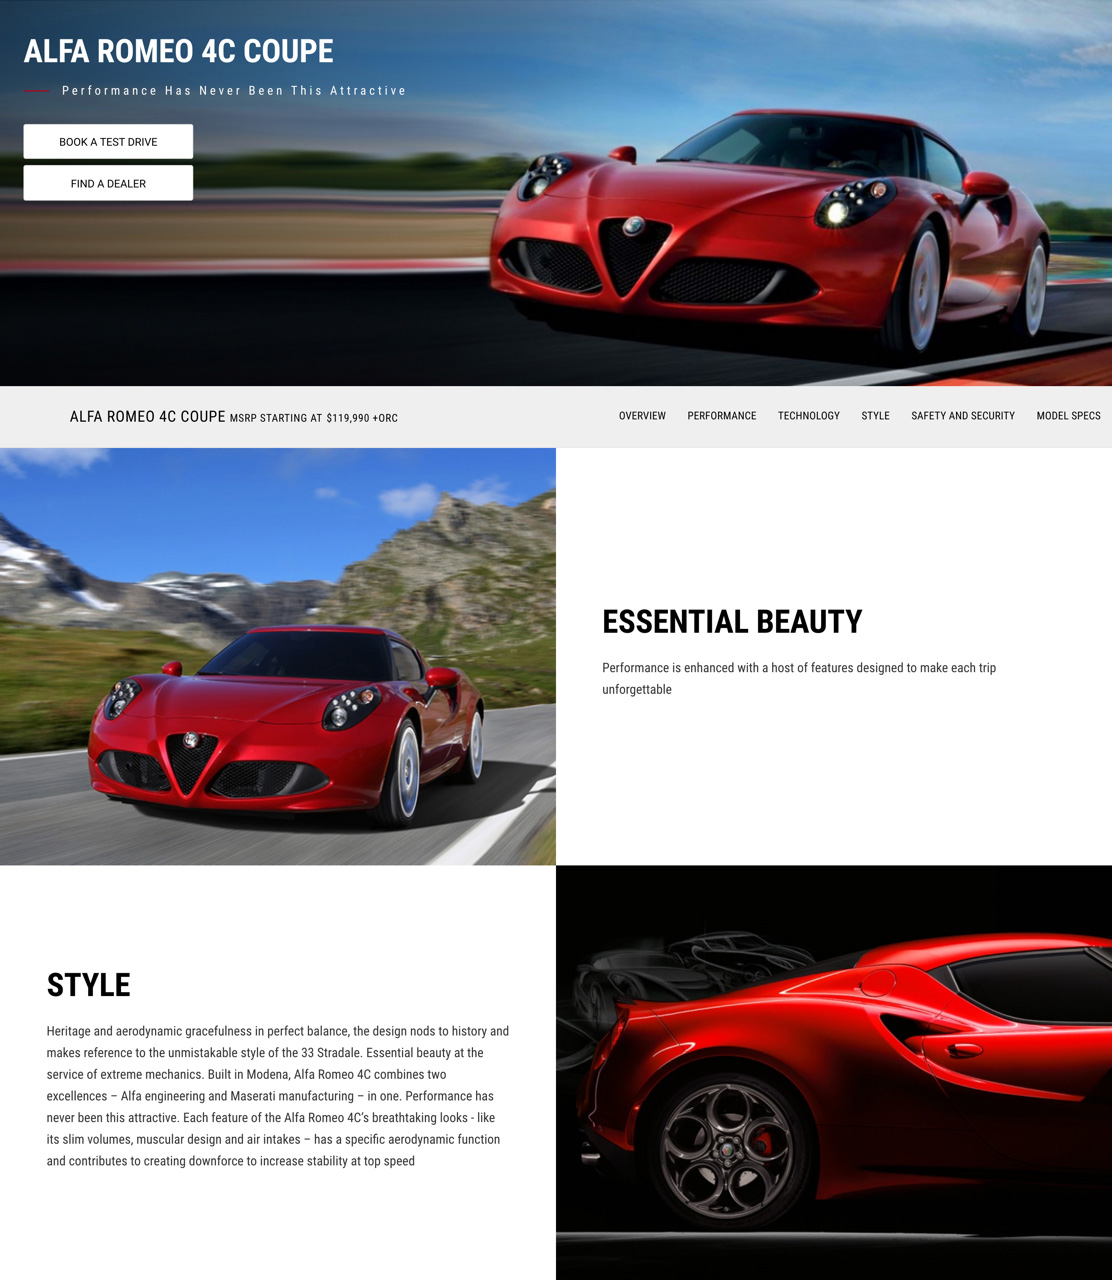 ALFA ROMEO 4C COUPE
Performance Has Never Been This Attractive
BOOK A TEST DRIVE
FIND A DEALER
ALFA ROMEO 4C COUPE MSRP STARTING AT $119,990 +ORC
OVERVIEW PERFORMANCE TECHNOLOGY STYLE SAFETY AND SECURITY MODEL SPECS
ESSENTIAL BEAUTY
Performance is enhanced with a host of features designed to make each trip
unforgettable
STYLE
Heritage and aerodynamic gracefulness in perfect balance, the design nods to history and
makes reference to the unmistakable style of the 33 Stradale. Essential beauty at the
service of extreme mechanics. Built in Modena, Alfa Romeo 4C combines two
excellences – Alfa engineering and Maserati manufacturing – in one. Performance has
never been this attractive. Each feature of the Alfa Romeo 4C’s breathtaking looks - like
its slim volumes, muscular design and air intakes – has a specific aerodynamic function
and contributes to creating downforce to increase stability at top speed